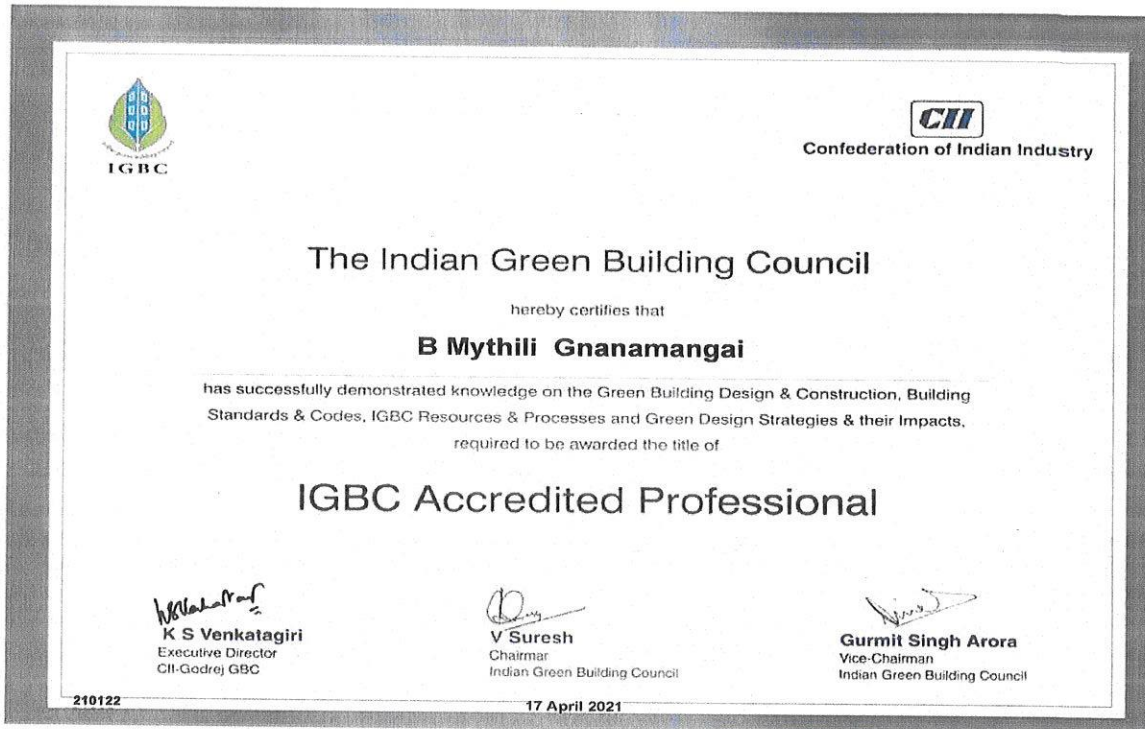 IGBC
CII
Confederation of Indian Industry
The Indian Green Building Council
hereby certifies that
B Mythili Gnanamangai
has successfully demonstrated knowledge on the Green Building Design & Construction, Building
Standards & Codes, IGBC Resources & Processes and Green Design Strategies & their Impacts,
required to be awarded the title of
IGBC Accredited Professional
K S Venkatagiri
Executive Director
CII-Godrej GBC
V Suresh
Chairman
Indian Green Building Council
Gurmit Singh Arora
Vice-Chairman
Indian Green Building Council
210122
17 April 2021